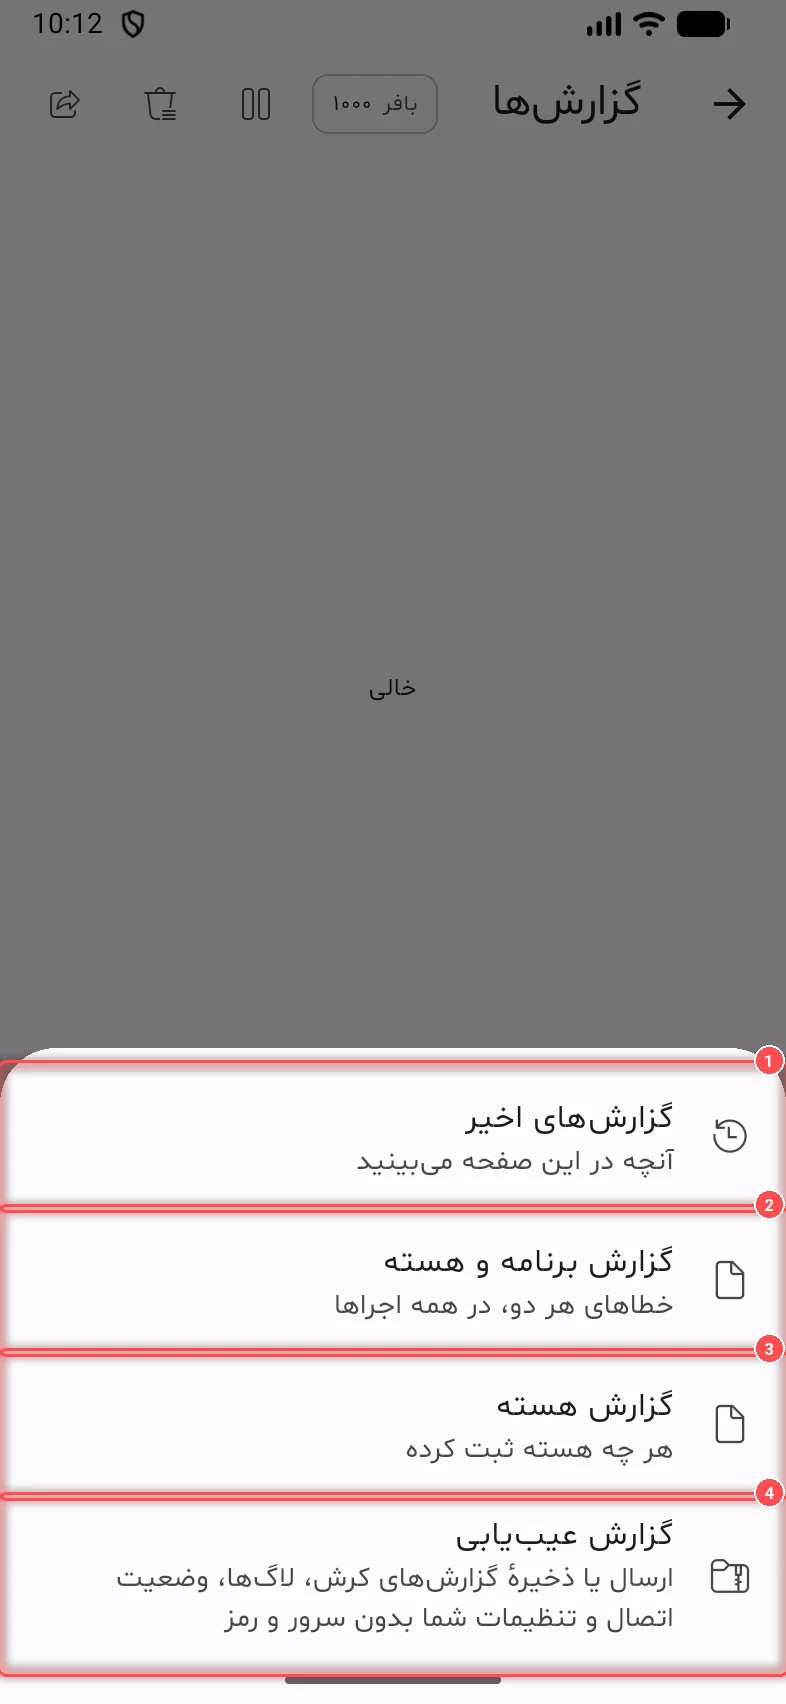 10:12
گزارش‌ها
بافر ۱۰۰۰
خالی
1
گزارش‌های اخیر
آنچه در این صفحه می‌بینید
2
گزارش برنامه و هسته
خطاهای هر دو، در همه اجراها
3
گزارش هسته
هر چه هسته ثبت کرده
4
گزارش عیب‌یابی
ارسال یا ذخیرهٔ گزارش‌های کرش، لاگ‌ها، وضعیت
اتصال و تنظیمات شما بدون سرور و رمز